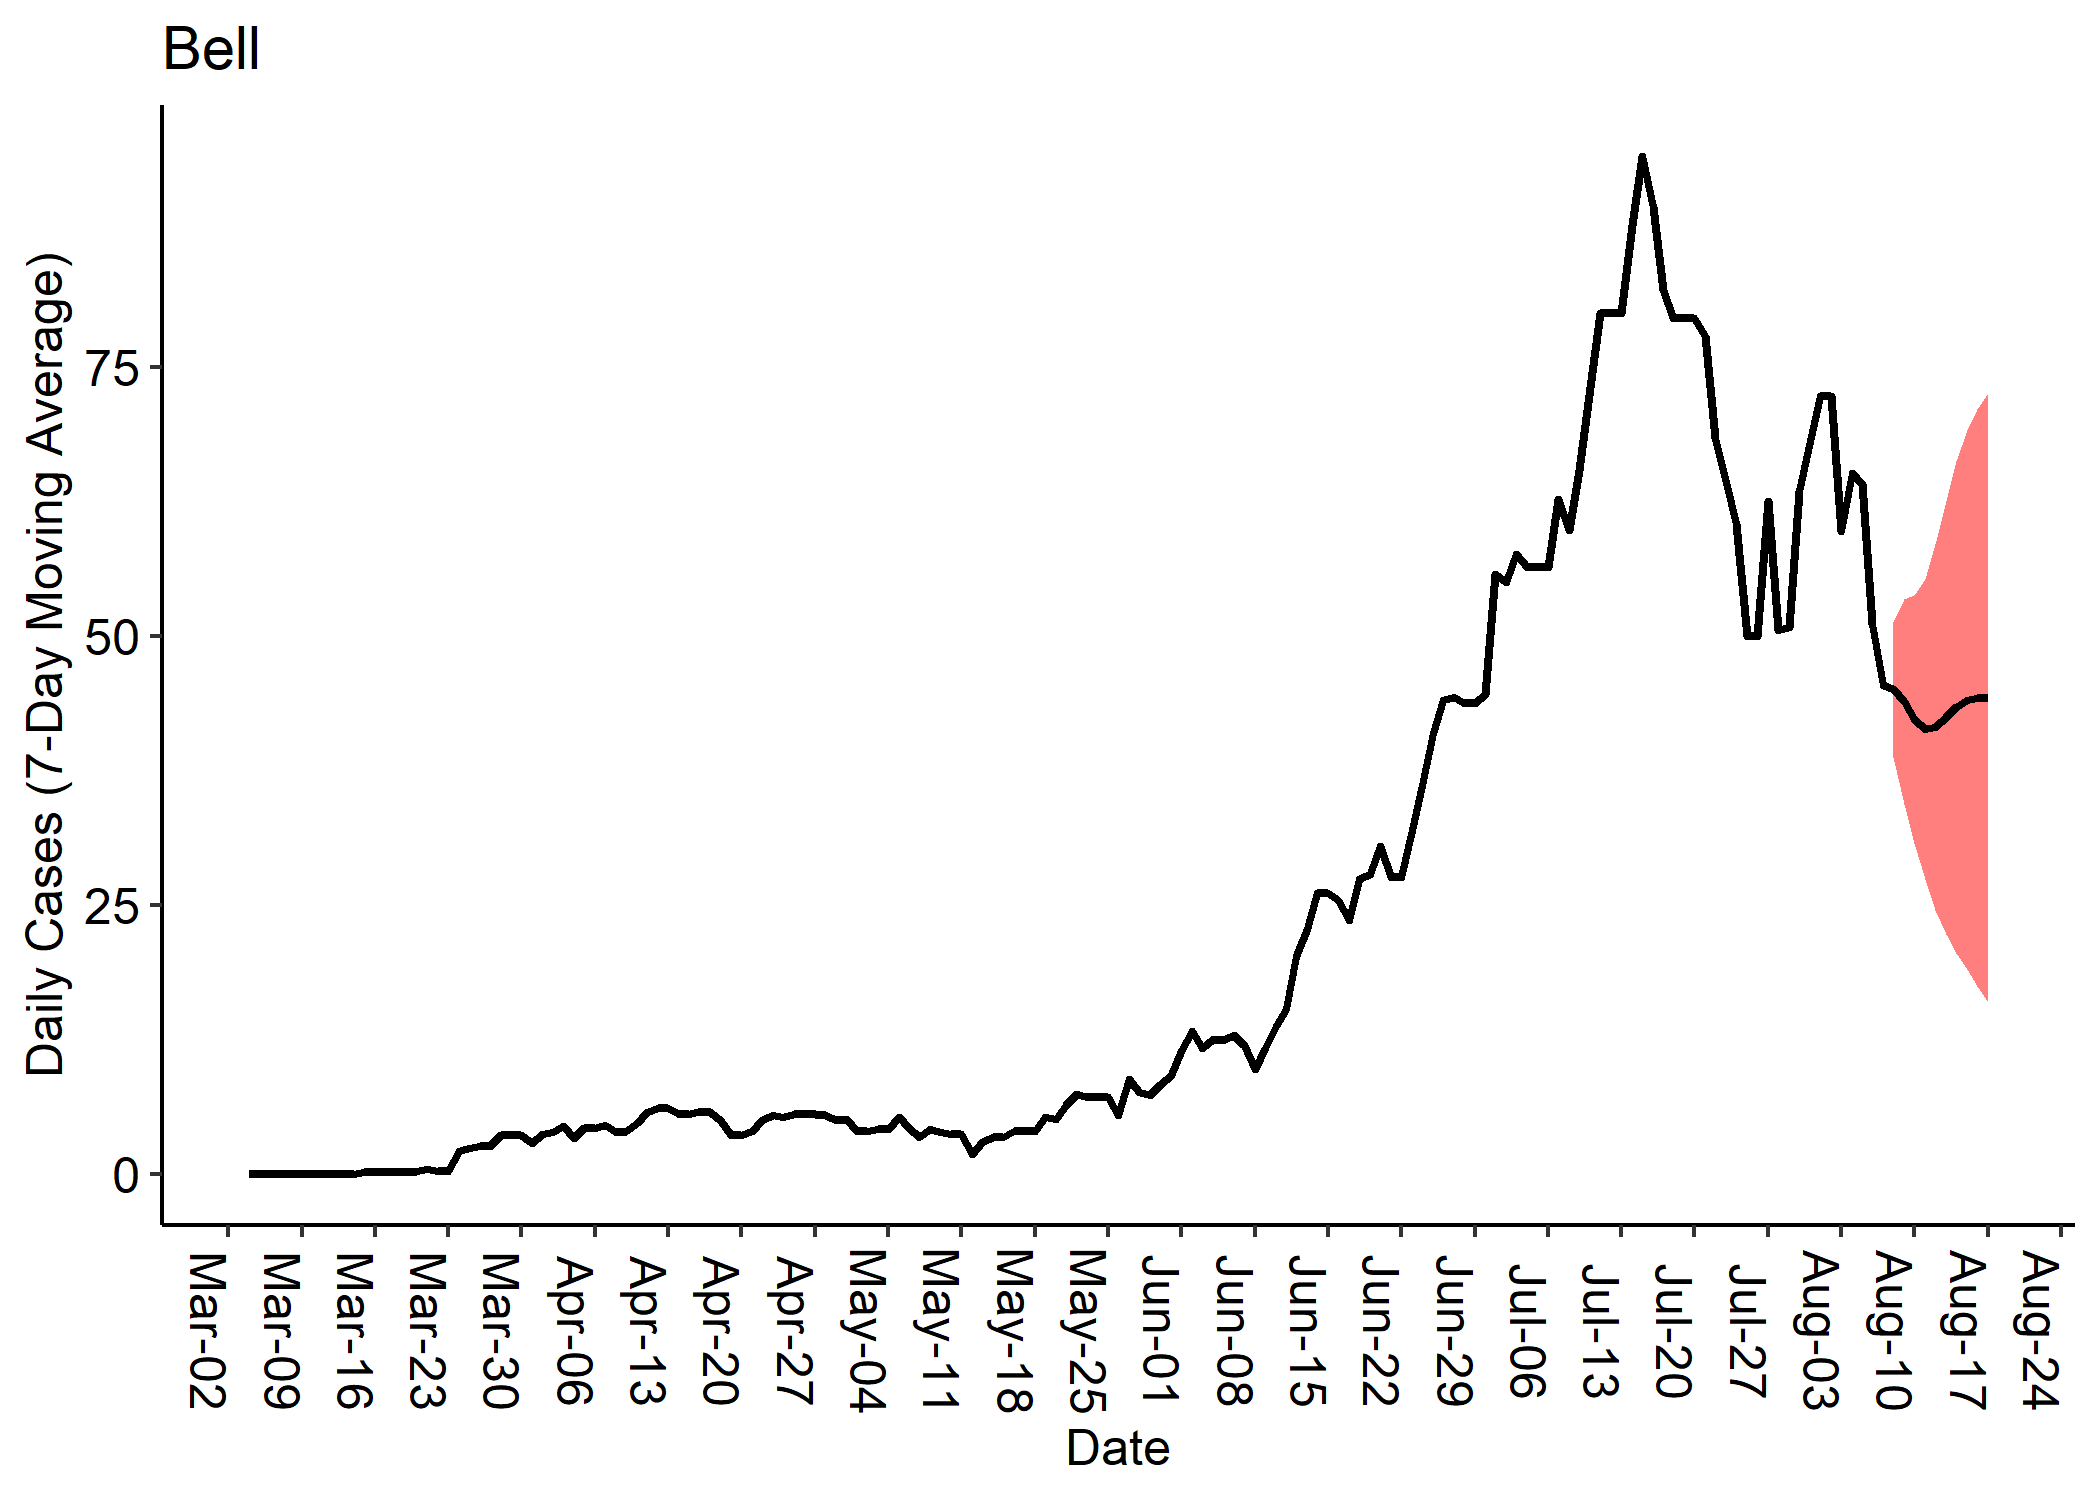 Bell
Daily Cases (7-Day Moving Average)
75
50
25
0
Mar-02
Mar-09
Mar-16
Mar-23
Mar-30
Apr-06
Apr-13
Apr-20
Apr-27
May-04
May-11
May-18
May-25
Jun-01
Jun-08
Jun-15
Jun-22
Jun-29
Jul-06
Jul-13
Jul-20
Jul-27
Aug-03
Aug-10
Aug-17
Aug-24
Date